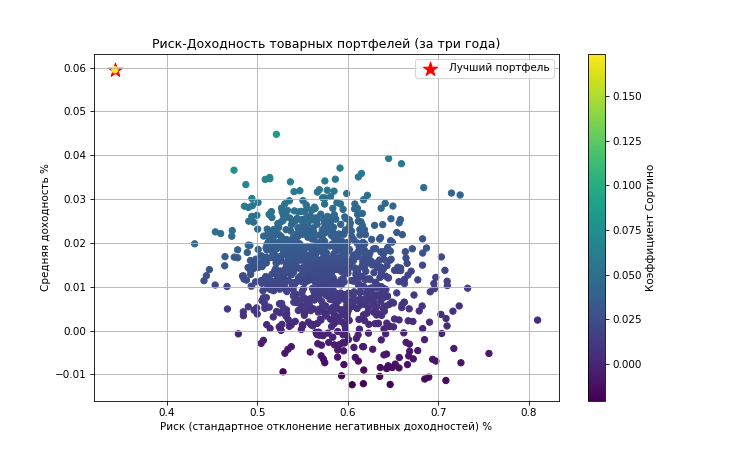 Риск-Доходность товарных портфелей (за три года)
Лучший портфель
Средняя доходность %
0.06
0.05
0.04
0.03
0.02
0.01
0.00
−0.01
0.4 0.5 0.6 0.7 0.8
Риск (стандартное отклонение негативных доходностей) %
0.150
0.125
0.100
0.075
0.050
0.025
0.000
Коэффициент Сортино